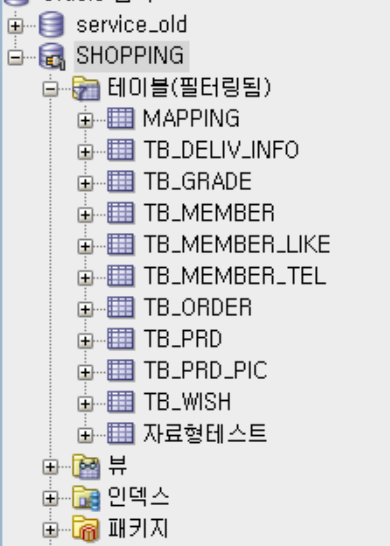 service_old
SHOPPING
테이블(필터링됨)
MAPPING
TB_DELIV_INFO
TB_GRADE
TB_MEMBER
TB_MEMBER_LIKE
TB_MEMBER_TEL
TB_ORDER
TB_PRD
TB_PRD_PIC
TB_WISH
자료형테스트
뷰
인덱스
패키지